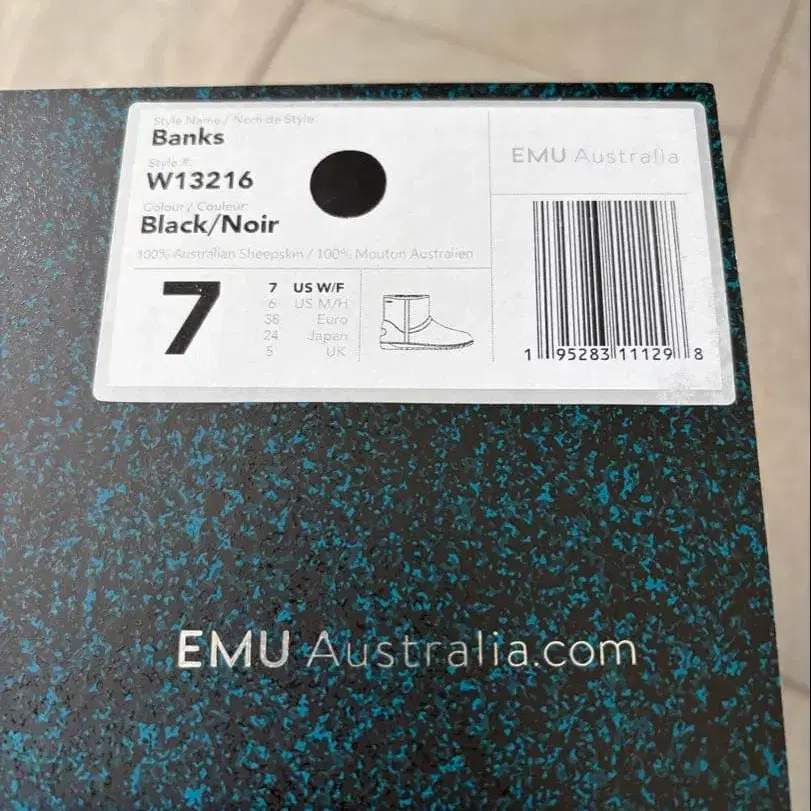 Style Name / Nom de Style:
Banks
Style #:
W13216
Colour / Couleur:
Black/Noir
100% Australian Sheepskin / 100% Mouton Australien
7
7 US W/F
6 US M/H
38 Euro
24 Japan
5 UK
EMU Australia
1 95283 11129 8
EMU Australia.com